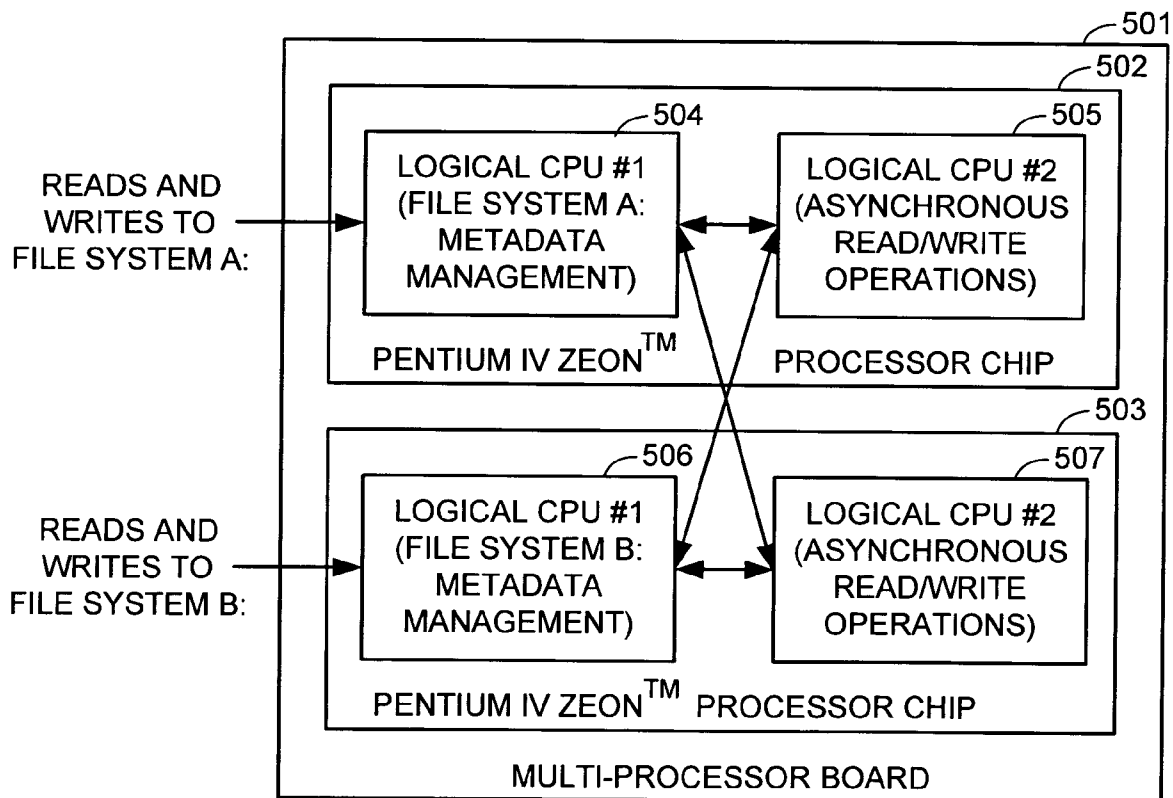 501
502
504
505
READS AND
WRITES TO
FILE SYSTEM A:
LOGICAL CPU #1
(FILE SYSTEM A:
METADATA
MANAGEMENT)
LOGICAL CPU #2
(ASYNCHRONOUS
READ/WRITE
OPERATIONS)
PENTIUM IV ZEON™ PROCESSOR CHIP
503
506
507
READS AND
WRITES TO
FILE SYSTEM B:
LOGICAL CPU #1
(FILE SYSTEM B:
METADATA
MANAGEMENT)
LOGICAL CPU #2
(ASYNCHRONOUS
READ/WRITE
OPERATIONS)
PENTIUM IV ZEON™ PROCESSOR CHIP
MULTI-PROCESSOR BOARD